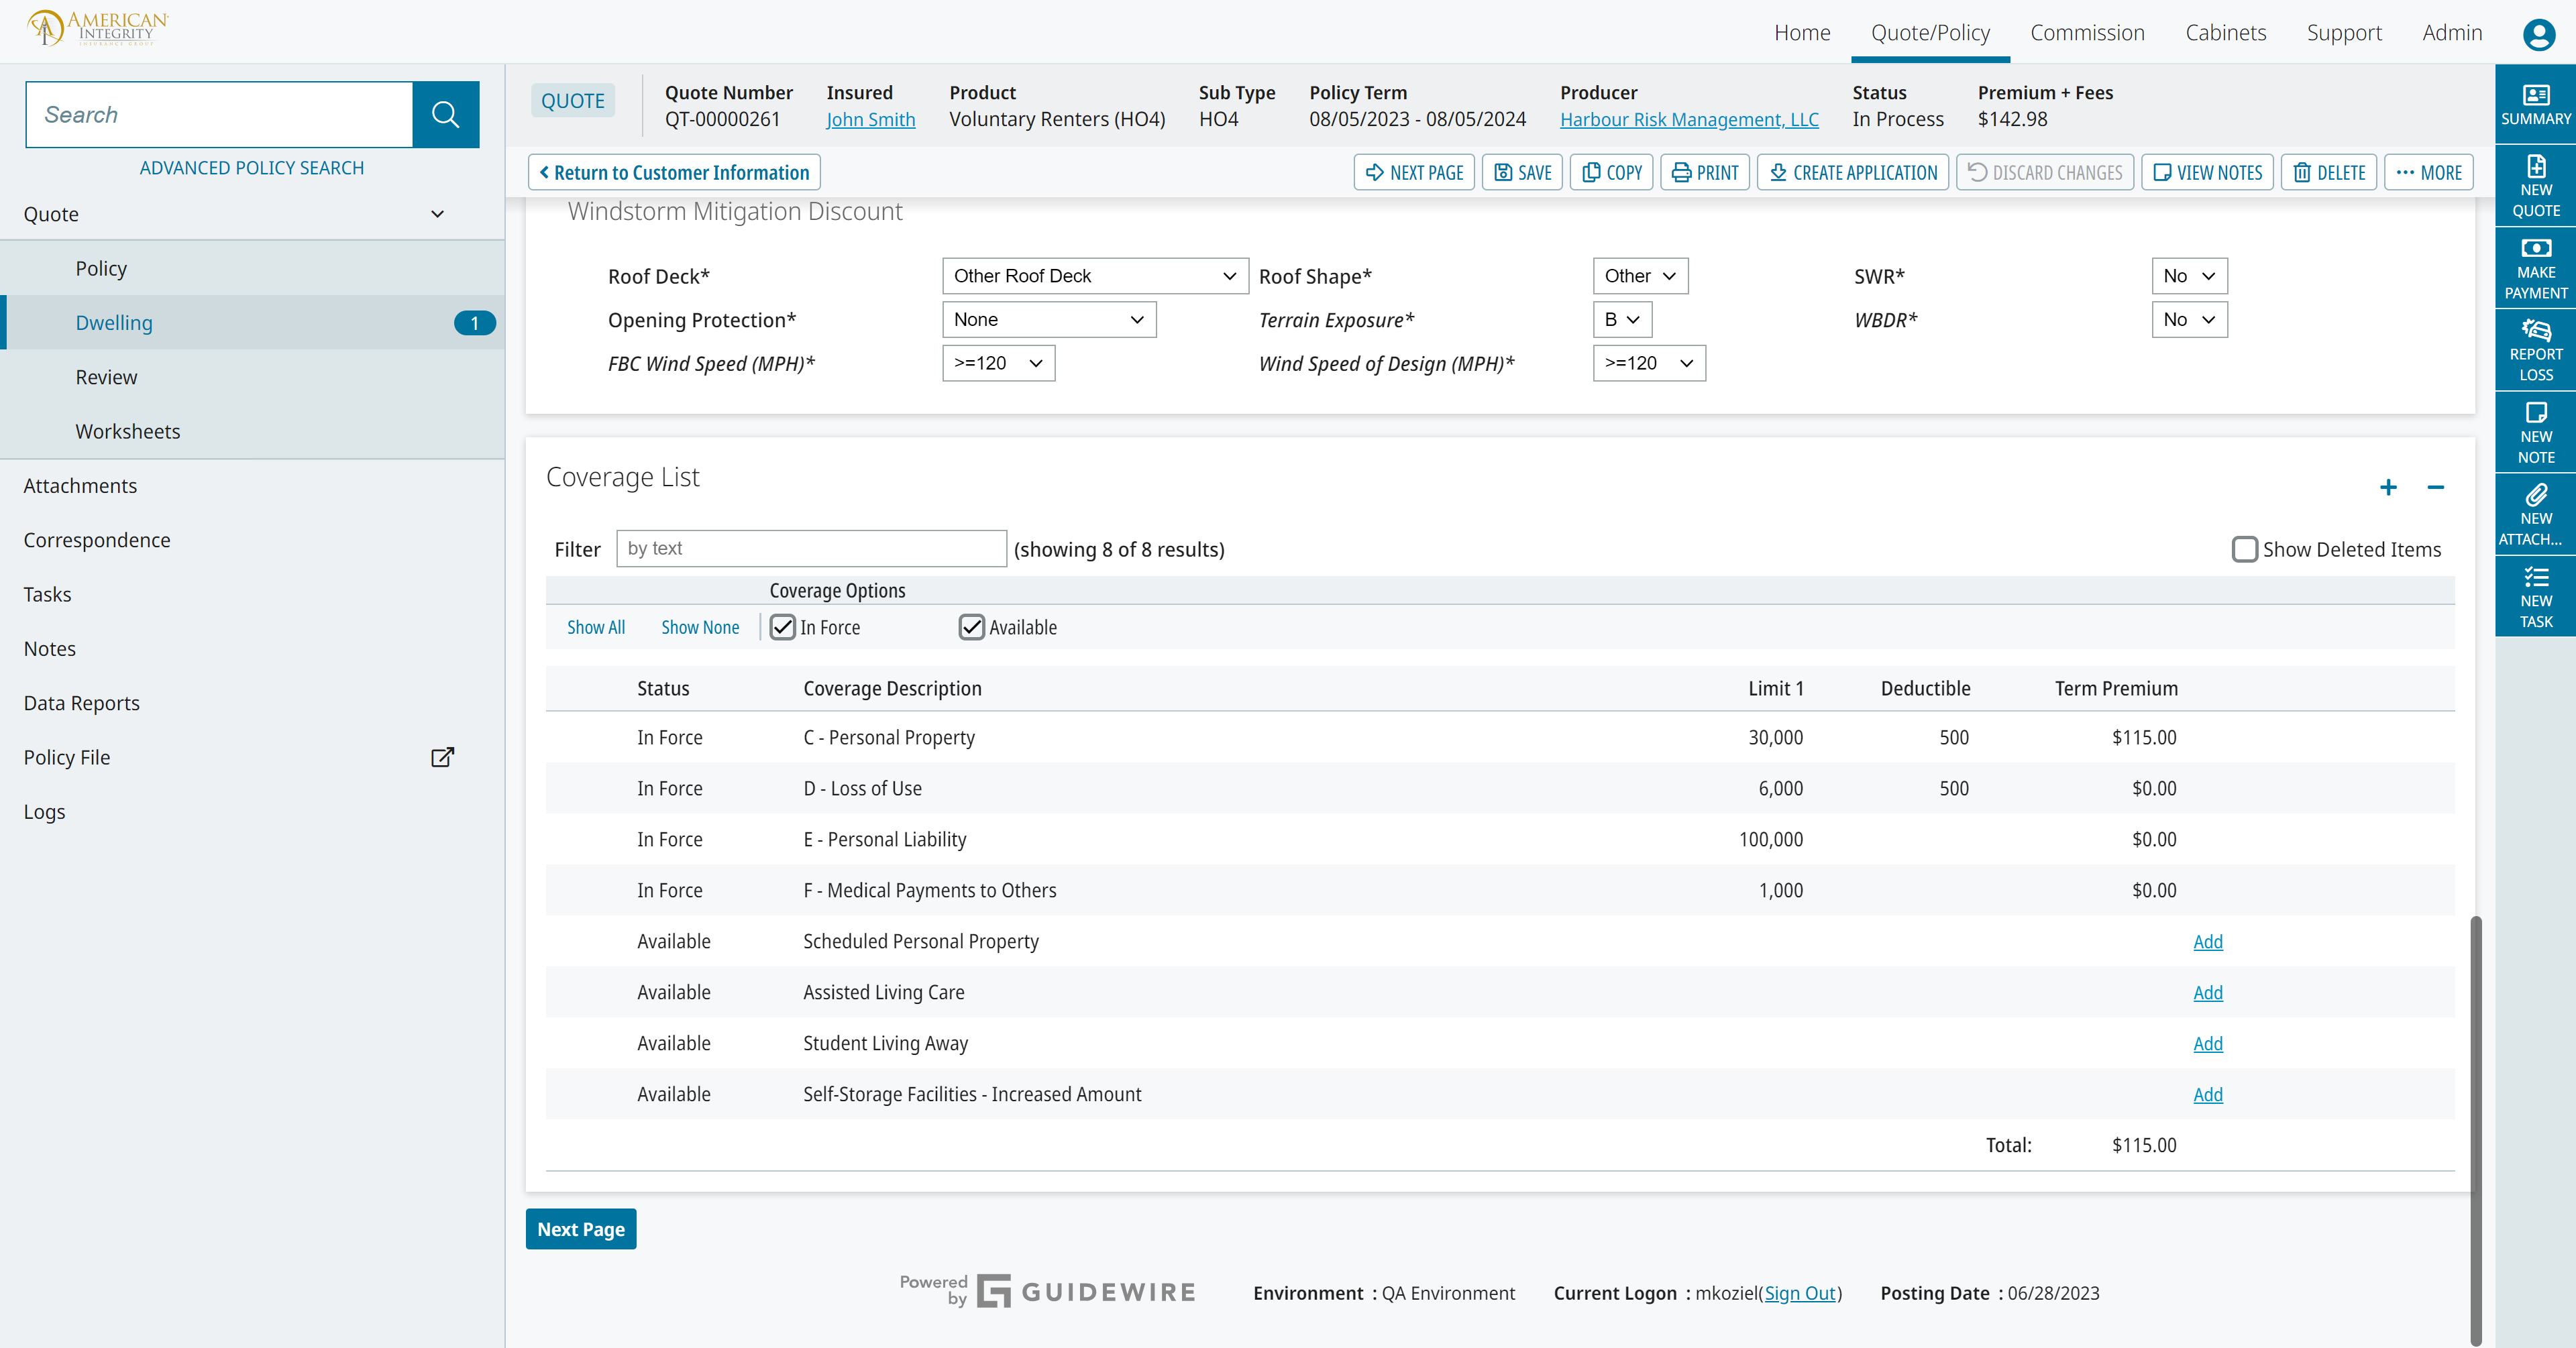 AMERICAN
INTEGRITY
INSURANCE GROUP
Home Quote/Policy Commission Cabinets Support Admin
Search
ADVANCED POLICY SEARCH
Quote
Policy
Dwelling 1
Review
Worksheets
Attachments
Correspondence
Tasks
Notes
Data Reports
Policy File
Logs
QUOTE
Quote Number Insured Product Sub Type Policy Term Producer Status Premium + Fees
QT-00000261 John Smith Voluntary Renters (HO4) HO4 08/05/2023 - 08/05/2024 Harbour Risk Management, LLC In Process $142.98
Return to Customer Information NEXT PAGE SAVE COPY PRINT CREATE APPLICATION DISCARD CHANGES VIEW NOTES DELETE ··· MORE
Windstorm Mitigation Discount
Roof Deck* Other Roof Deck Roof Shape* Other SWR* No
Opening Protection* None Terrain Exposure* B WBDR* No
FBC Wind Speed (MPH)* >=120 Wind Speed of Design (MPH)* >=120
Coverage List
+ −
Filter by text (showing 8 of 8 results) Show Deleted Items
Coverage Options
Show All Show None In Force Available
Status Coverage Description Limit 1 Deductible Term Premium
In Force C - Personal Property 30,000 500 $115.00
In Force D - Loss of Use 6,000 500 $0.00
In Force E - Personal Liability 100,000 $0.00
In Force F - Medical Payments to Others 1,000 $0.00
Available Scheduled Personal Property Add
Available Assisted Living Care Add
Available Student Living Away Add
Available Self-Storage Facilities - Increased Amount Add
Total: $115.00
Next Page
Powered
by
GUIDEWIRE
Environment : QA Environment Current Logon : mkoziel(Sign Out) Posting Date : 06/28/2023
SUMMARY
NEW
QUOTE
MAKE
PAYMENT
REPORT
LOSS
NEW
NOTE
NEW
ATTACH...
NEW
TASK